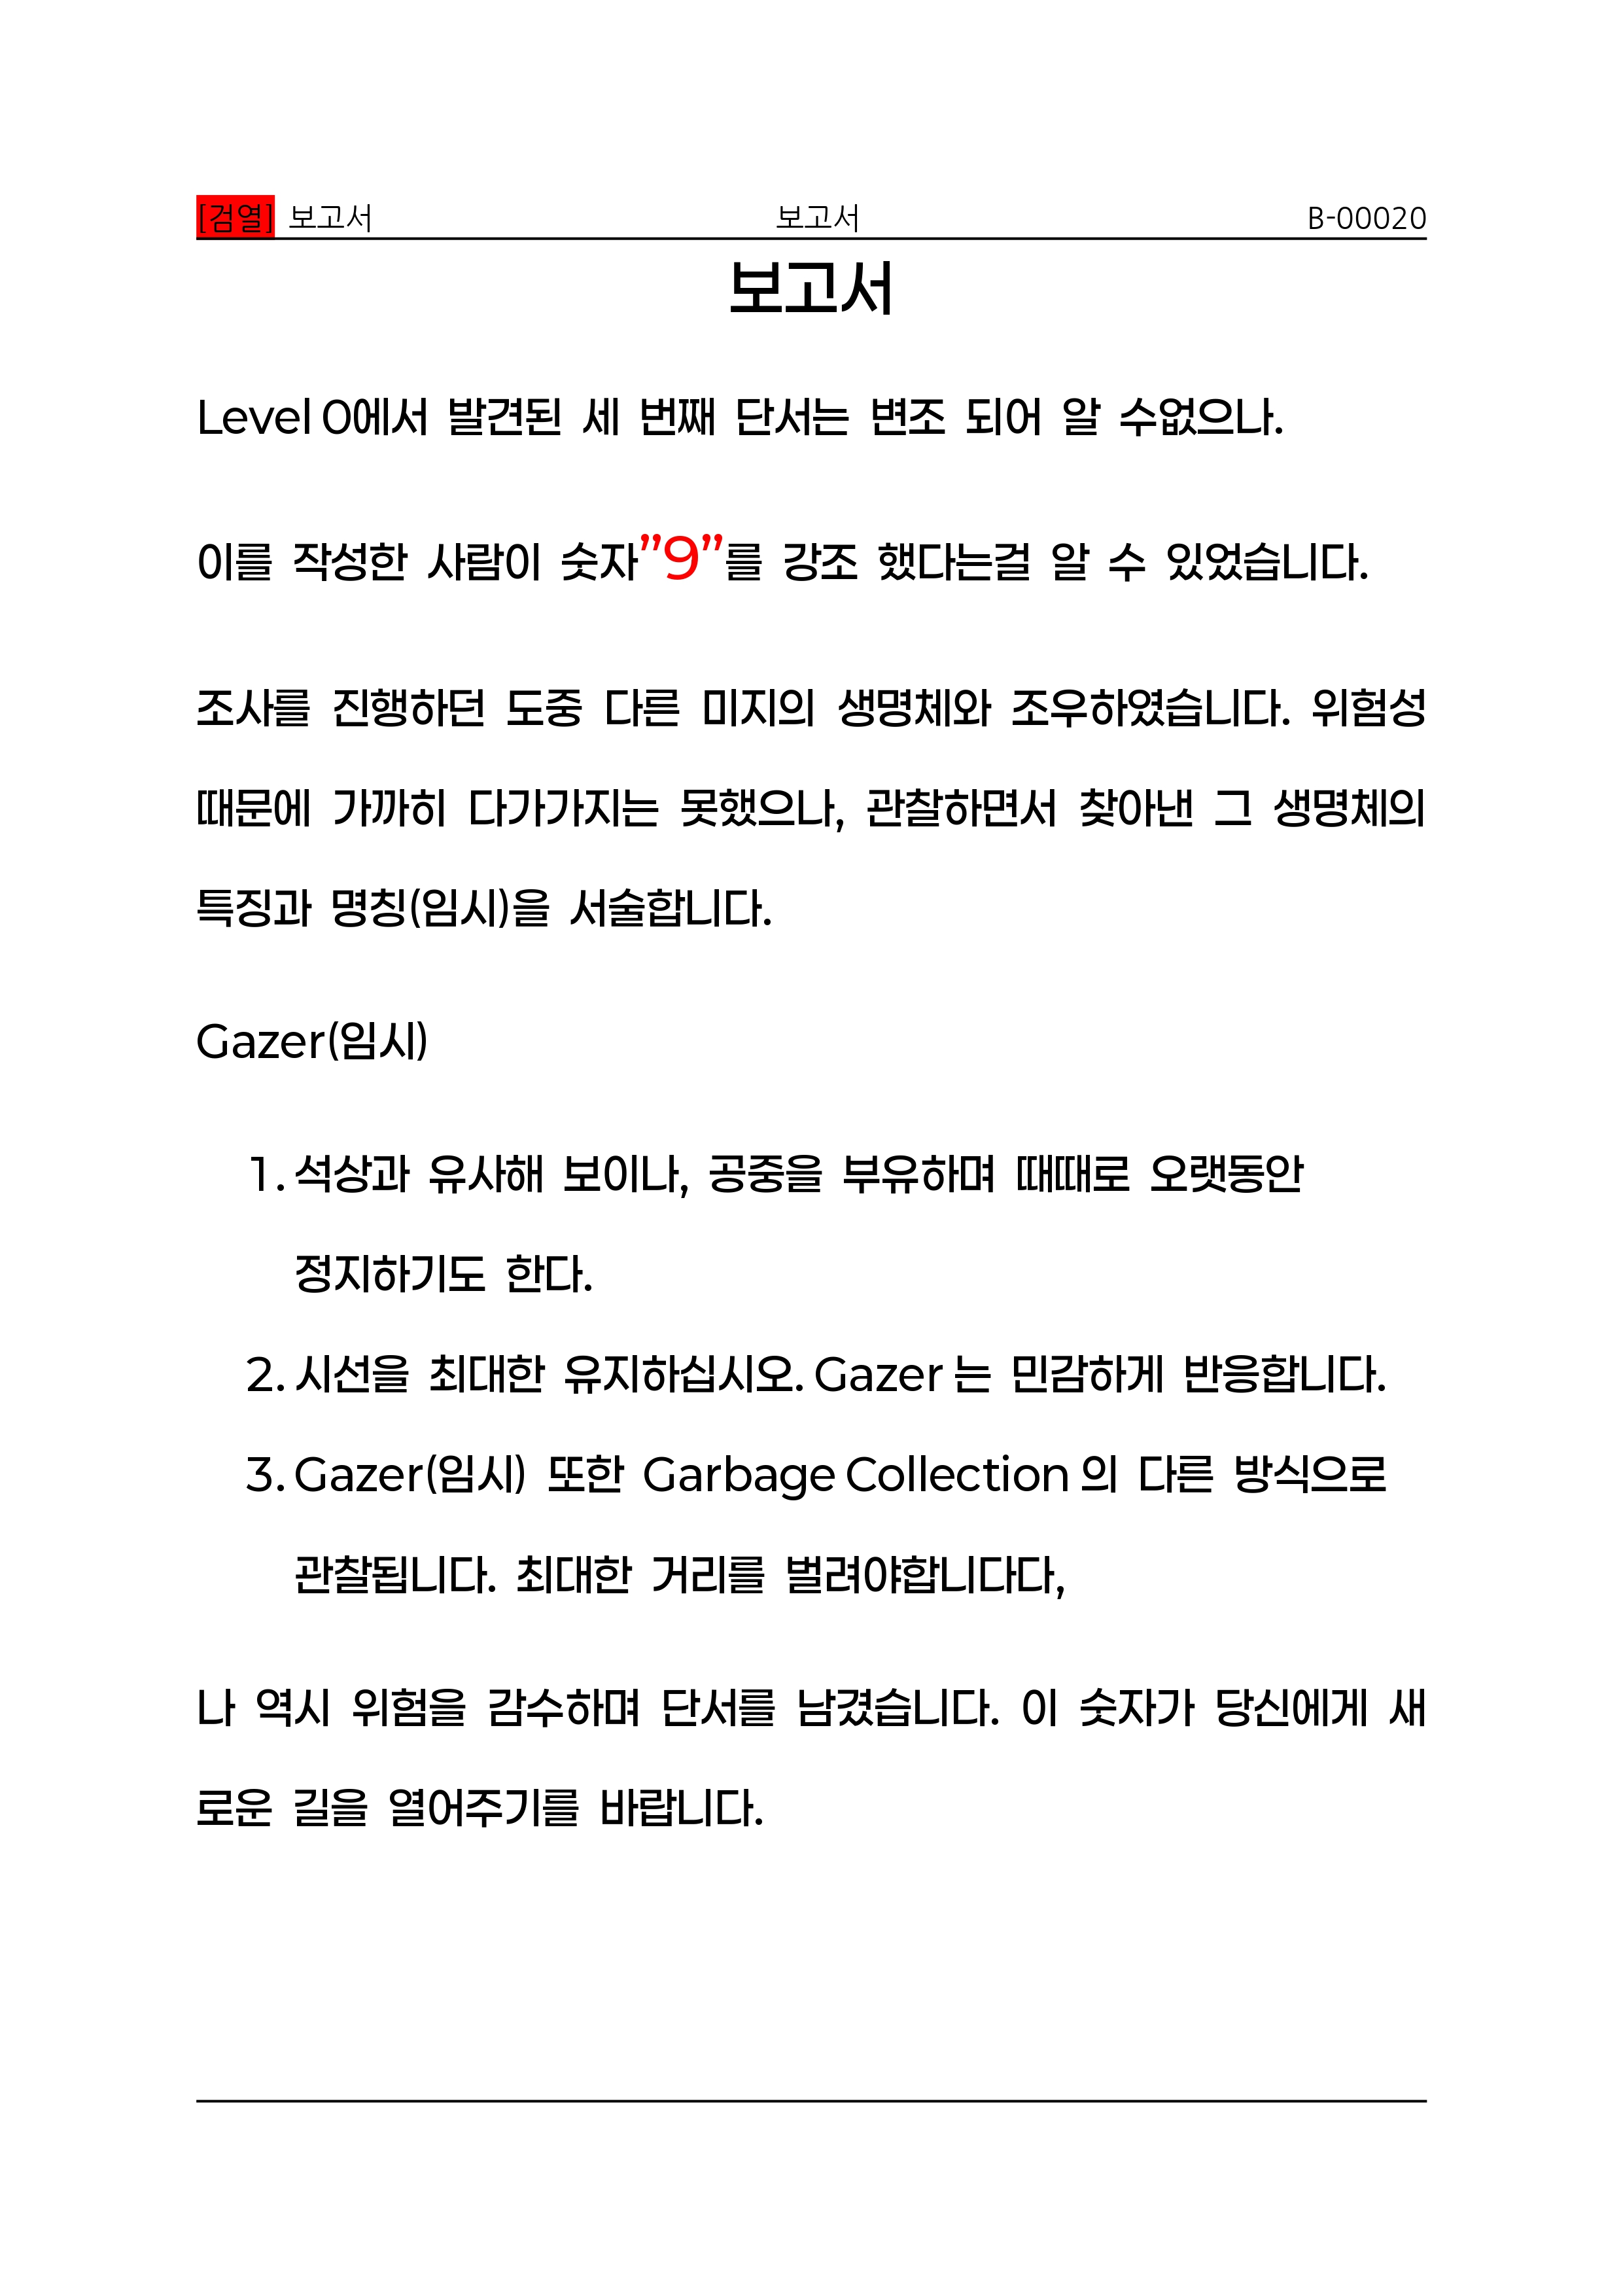 [검열] 보고서 보고서 B-00020
보고서
Level 0에서 발견된 세 번째 단서는 변조 되어 알 수없으나.
이를 작성한 사람이 숫자”9”를 강조 했다는걸 알 수 있었습니다.
조사를 진행하던 도중 다른 미지의 생명체와 조우하였습니다. 위험성
때문에 가까히 다가가지는 못했으나, 관찰하면서 찾아낸 그 생명체의
특징과 명칭(임시)을 서술합니다.
Gazer(임시)
1. 석상과 유사해 보이나, 공중을 부유하며 때때로 오랫동안
정지하기도 한다.
2. 시선을 최대한 유지하십시오. Gazer 는 민감하게 반응합니다.
3. Gazer(임시) 또한 Garbage Collection 의 다른 방식으로
관찰됩니다. 최대한 거리를 벌려야합니다다,
나 역시 위험을 감수하며 단서를 남겼습니다. 이 숫자가 당신에게 새
로운 길을 열어주기를 바랍니다.